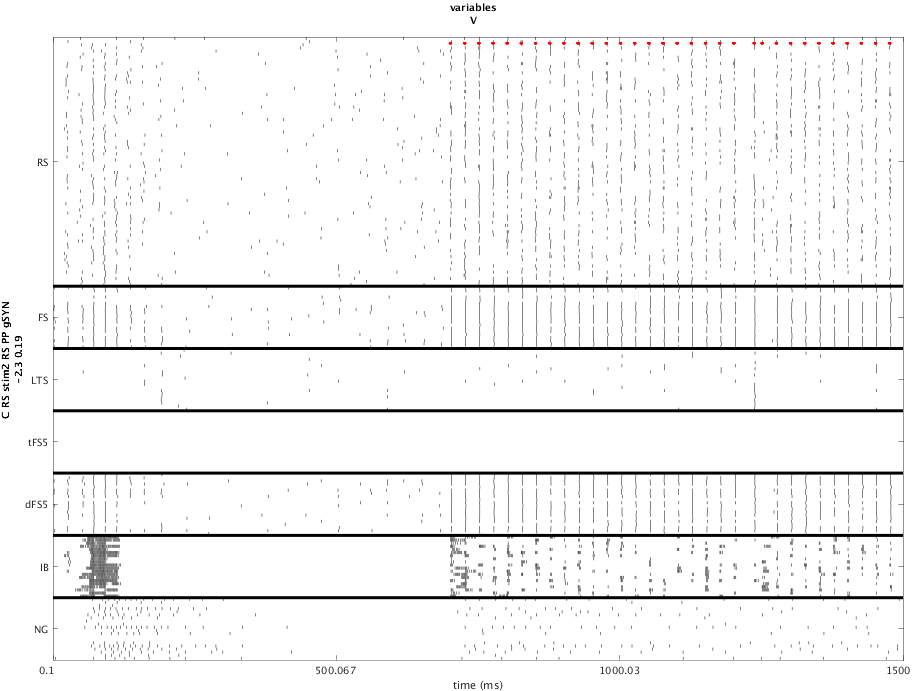 variables
V
C RS stim2 RS PP gSYN
-2.3 0.19
RS
FS
LTS
tFS5
dFS5
IB
NG
0.1 500.067 1000.03 1500
time (ms)